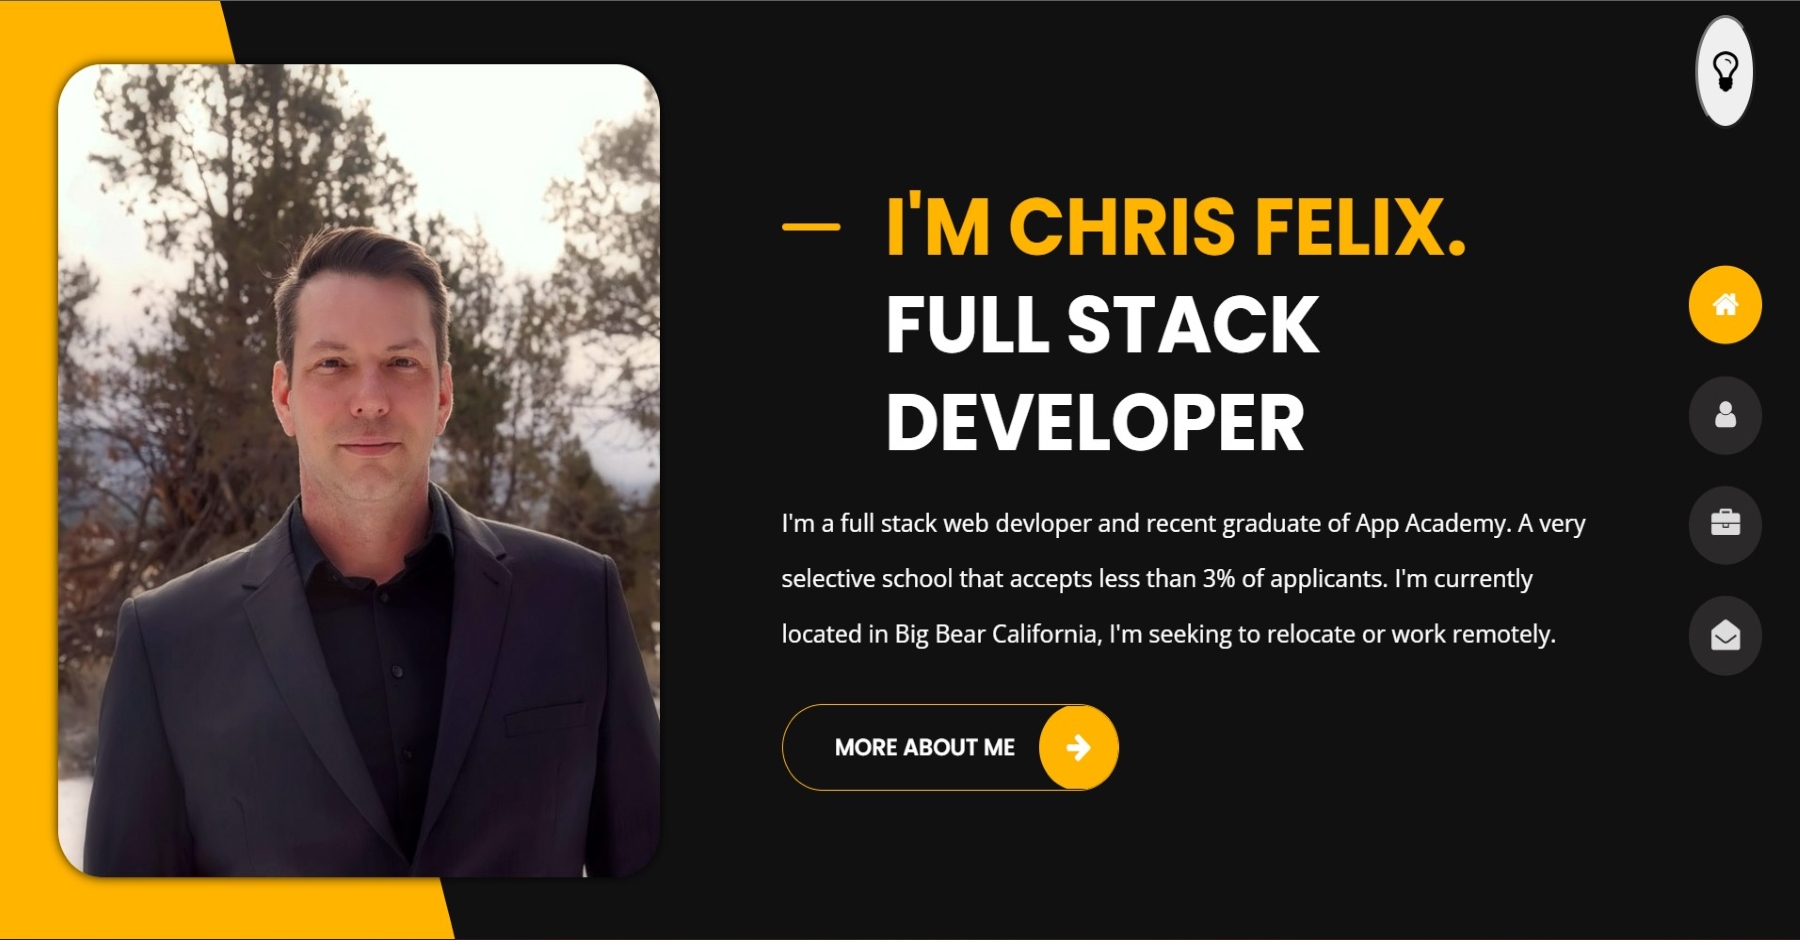 I'M CHRIS FELIX.
FULL STACK
DEVELOPER
I'm a full stack web devloper and recent graduate of App Academy. A very
selective school that accepts less than 3% of applicants. I'm currently
located in Big Bear California, I'm seeking to relocate or work remotely.
MORE ABOUT ME